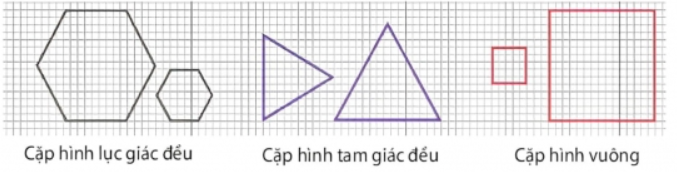 Cặp hình lục giác đều
Cặp hình tam giác đều
Cặp hình vuông